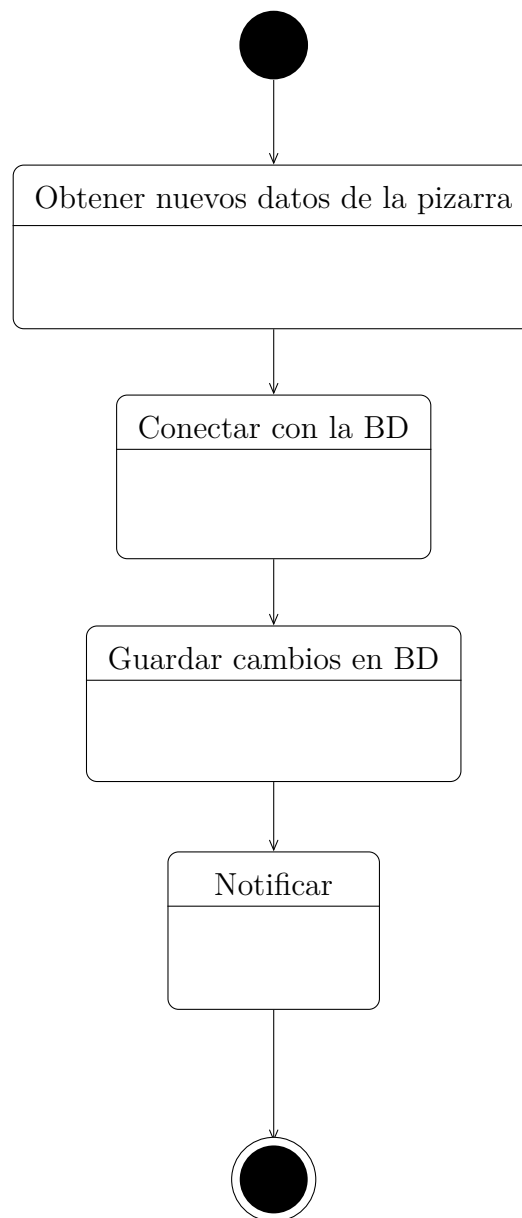 Obtener nuevos datos de la pizarra
Conectar con la BD
Guardar cambios en BD
Notificar